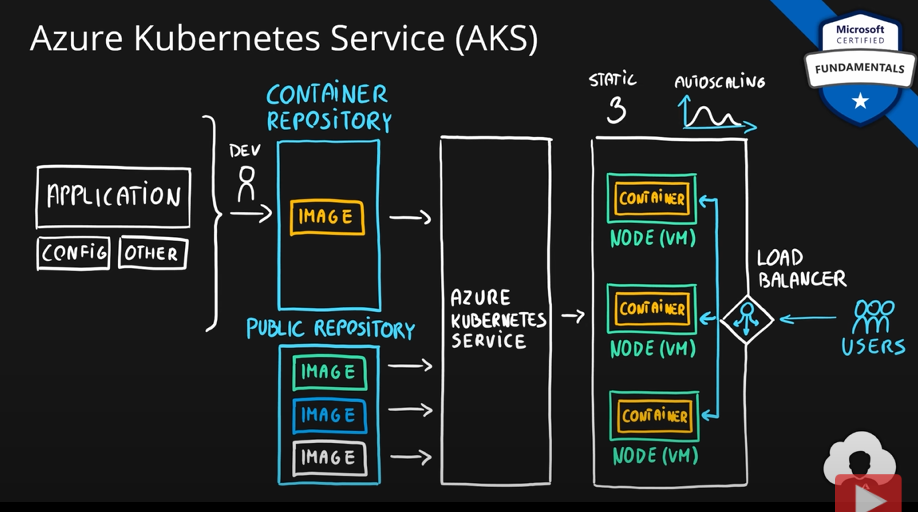 Azure Kubernetes Service (AKS)
Microsoft
CERTIFIED
FUNDAMENTALS
STATIC
3
AUTOSCALING
CONTAINER
REPOSITORY
DEV
APPLICATION
CONFIG
OTHER
IMAGE
PUBLIC REPOSITORY
IMAGE
IMAGE
IMAGE
AZURE
KUBERNETES
SERVICE
CONTAINER
NODE (VM)
CONTAINER
NODE (VM)
CONTAINER
NODE (VM)
LOAD
BALANCER
USERS